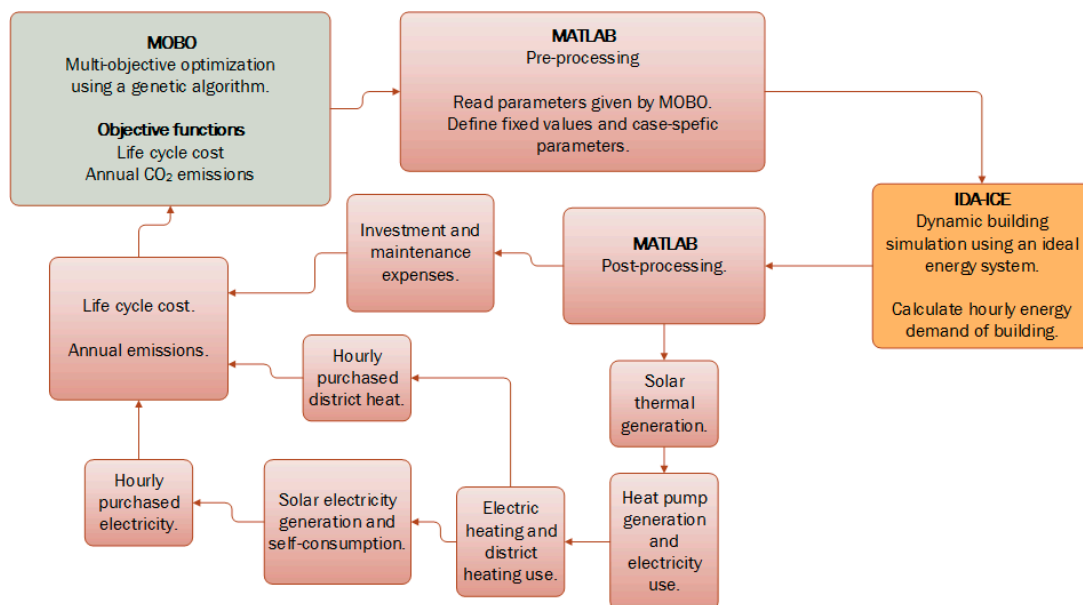 MOBO
Multi-objective optimization
using a genetic algorithm.
Objective functions
Life cycle cost
Annual CO₂ emissions
MATLAB
Pre-processing
Read parameters given by MOBO.
Define fixed values and case-spefic
parameters.
IDA-ICE
Dynamic building
simulation using an ideal
energy system.
Calculate hourly energy
demand of building.
MATLAB
Post-processing.
Investment and
maintenance
expenses.
Life cycle cost.
Annual emissions.
Hourly
purchased
district heat.
Solar
thermal
generation.
Heat pump
generation
and
electricity
use.
Electric
heating and
district
heating use.
Solar electricity
generation and
self-consumption.
Hourly
purchased
electricity.